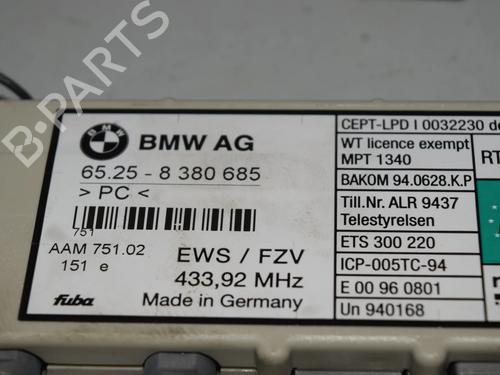 BMW AG
65.25 - 8 380 685
> PC <
751
AAM 751.02
151 e
fuba
EWS / FZV
433,92 MHz
Made in Germany
CEPT-LPD I 0032230 de
WT licence exempt
MPT 1340
BAKOM 94.0628.K.P
Till.Nr. ALR 9437
Telestyrelsen
ETS 300 220
ICP-005TC-94
E 00 96 0801
Un 940168
RT
B-PARTS